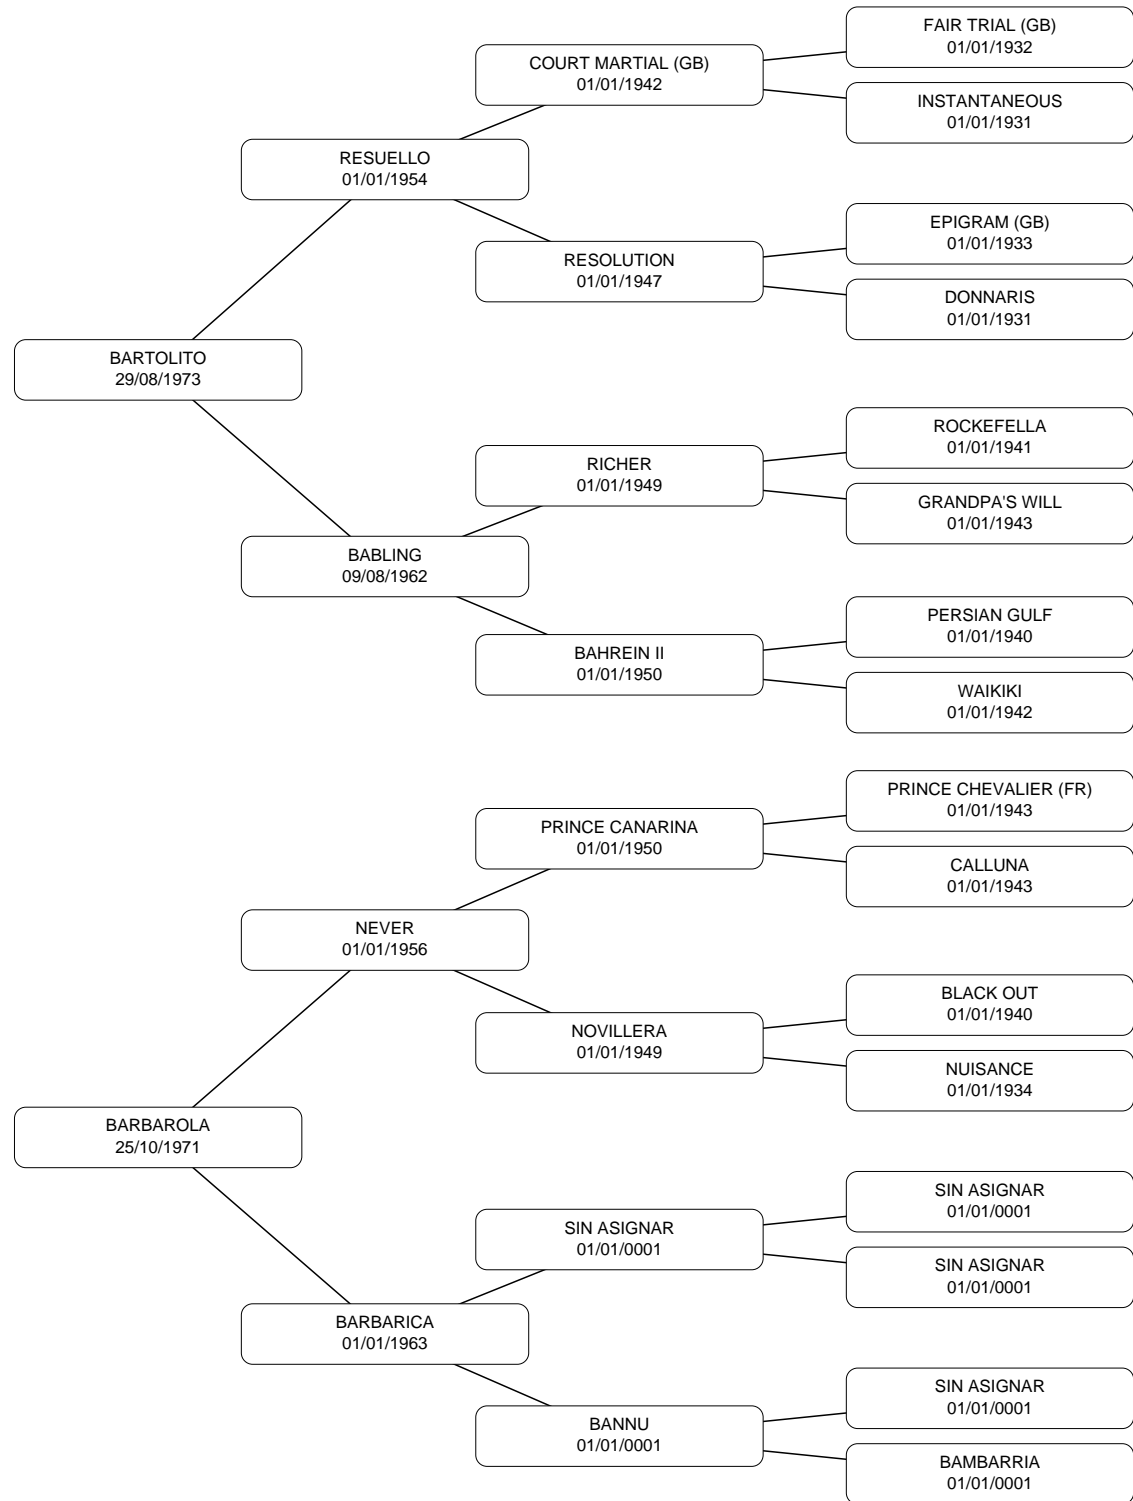 FAIR TRIAL (GB)
01/01/1932
COURT MARTIAL (GB)
01/01/1942
INSTANTANEOUS
01/01/1931
RESUELLO
01/01/1954
EPIGRAM (GB)
01/01/1933
RESOLUTION
01/01/1947
DONNARIS
01/01/1931
BARTOLITO
29/08/1973
ROCKEFELLA
01/01/1941
RICHER
01/01/1949
GRANDPA'S WILL
01/01/1943
BABLING
09/08/1962
PERSIAN GULF
01/01/1940
BAHREIN II
01/01/1950
WAIKIKI
01/01/1942
PRINCE CHEVALIER (FR)
01/01/1943
PRINCE CANARINA
01/01/1950
CALLUNA
01/01/1943
NEVER
01/01/1956
BLACK OUT
01/01/1940
NOVILLERA
01/01/1949
NUISANCE
01/01/1934
BARBAROLA
25/10/1971
SIN ASIGNAR
01/01/0001
SIN ASIGNAR
01/01/0001
SIN ASIGNAR
01/01/0001
BARBARICA
01/01/1963
SIN ASIGNAR
01/01/0001
BANNU
01/01/0001
BAMBARRIA
01/01/0001